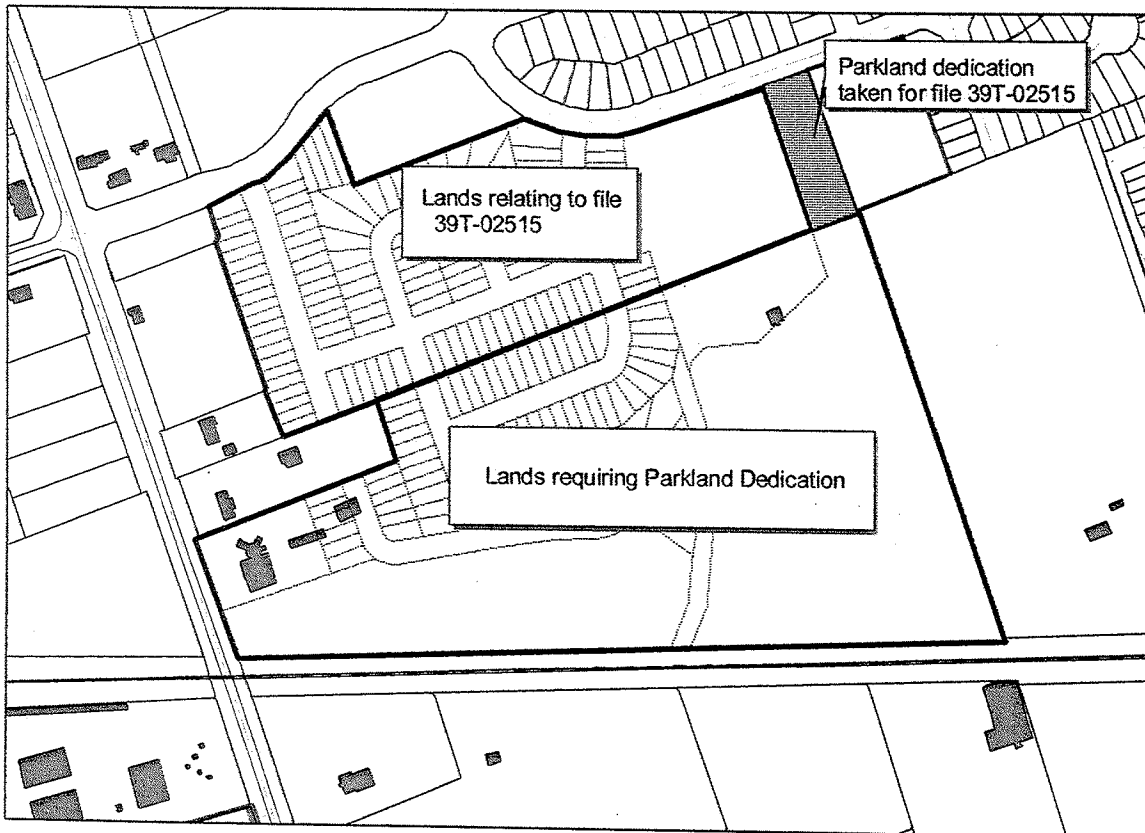 Parkland dedication
taken for file 39T-02515
Lands relating to file
39T-02515
Lands requiring Parkland Dedication